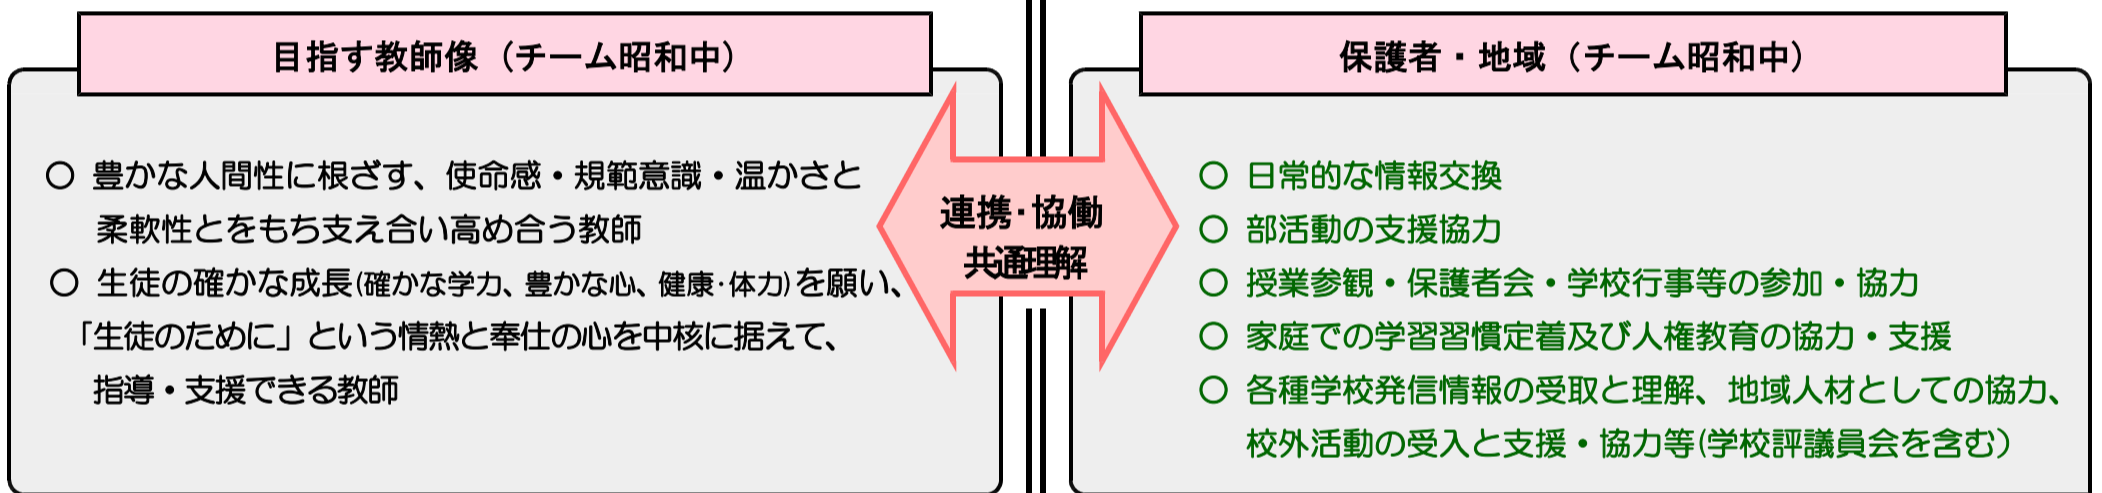 目指す教師像（チーム昭和中）
○ 豊かな人間性に根ざす、使命感・規範意識・温かさと
柔軟性とをもち支え合い高め合う教師
○ 生徒の確かな成長(確かな学力、豊かな心、健康・体力)を願い、
「生徒のために」という情熱と奉仕の心を中核に据えて、
指導・支援できる教師
連携・協働
共通理解
保護者・地域（チーム昭和中）
○ 日常的な情報交換
○ 部活動の支援協力
○ 授業参観・保護者会・学校行事等の参加・協力
○ 家庭での学習習慣定着及び人権教育の協力・支援
○ 各種学校発信情報の受取と理解、地域人材としての協力、
校外活動の受入と支援・協力等(学校評議員会を含む）